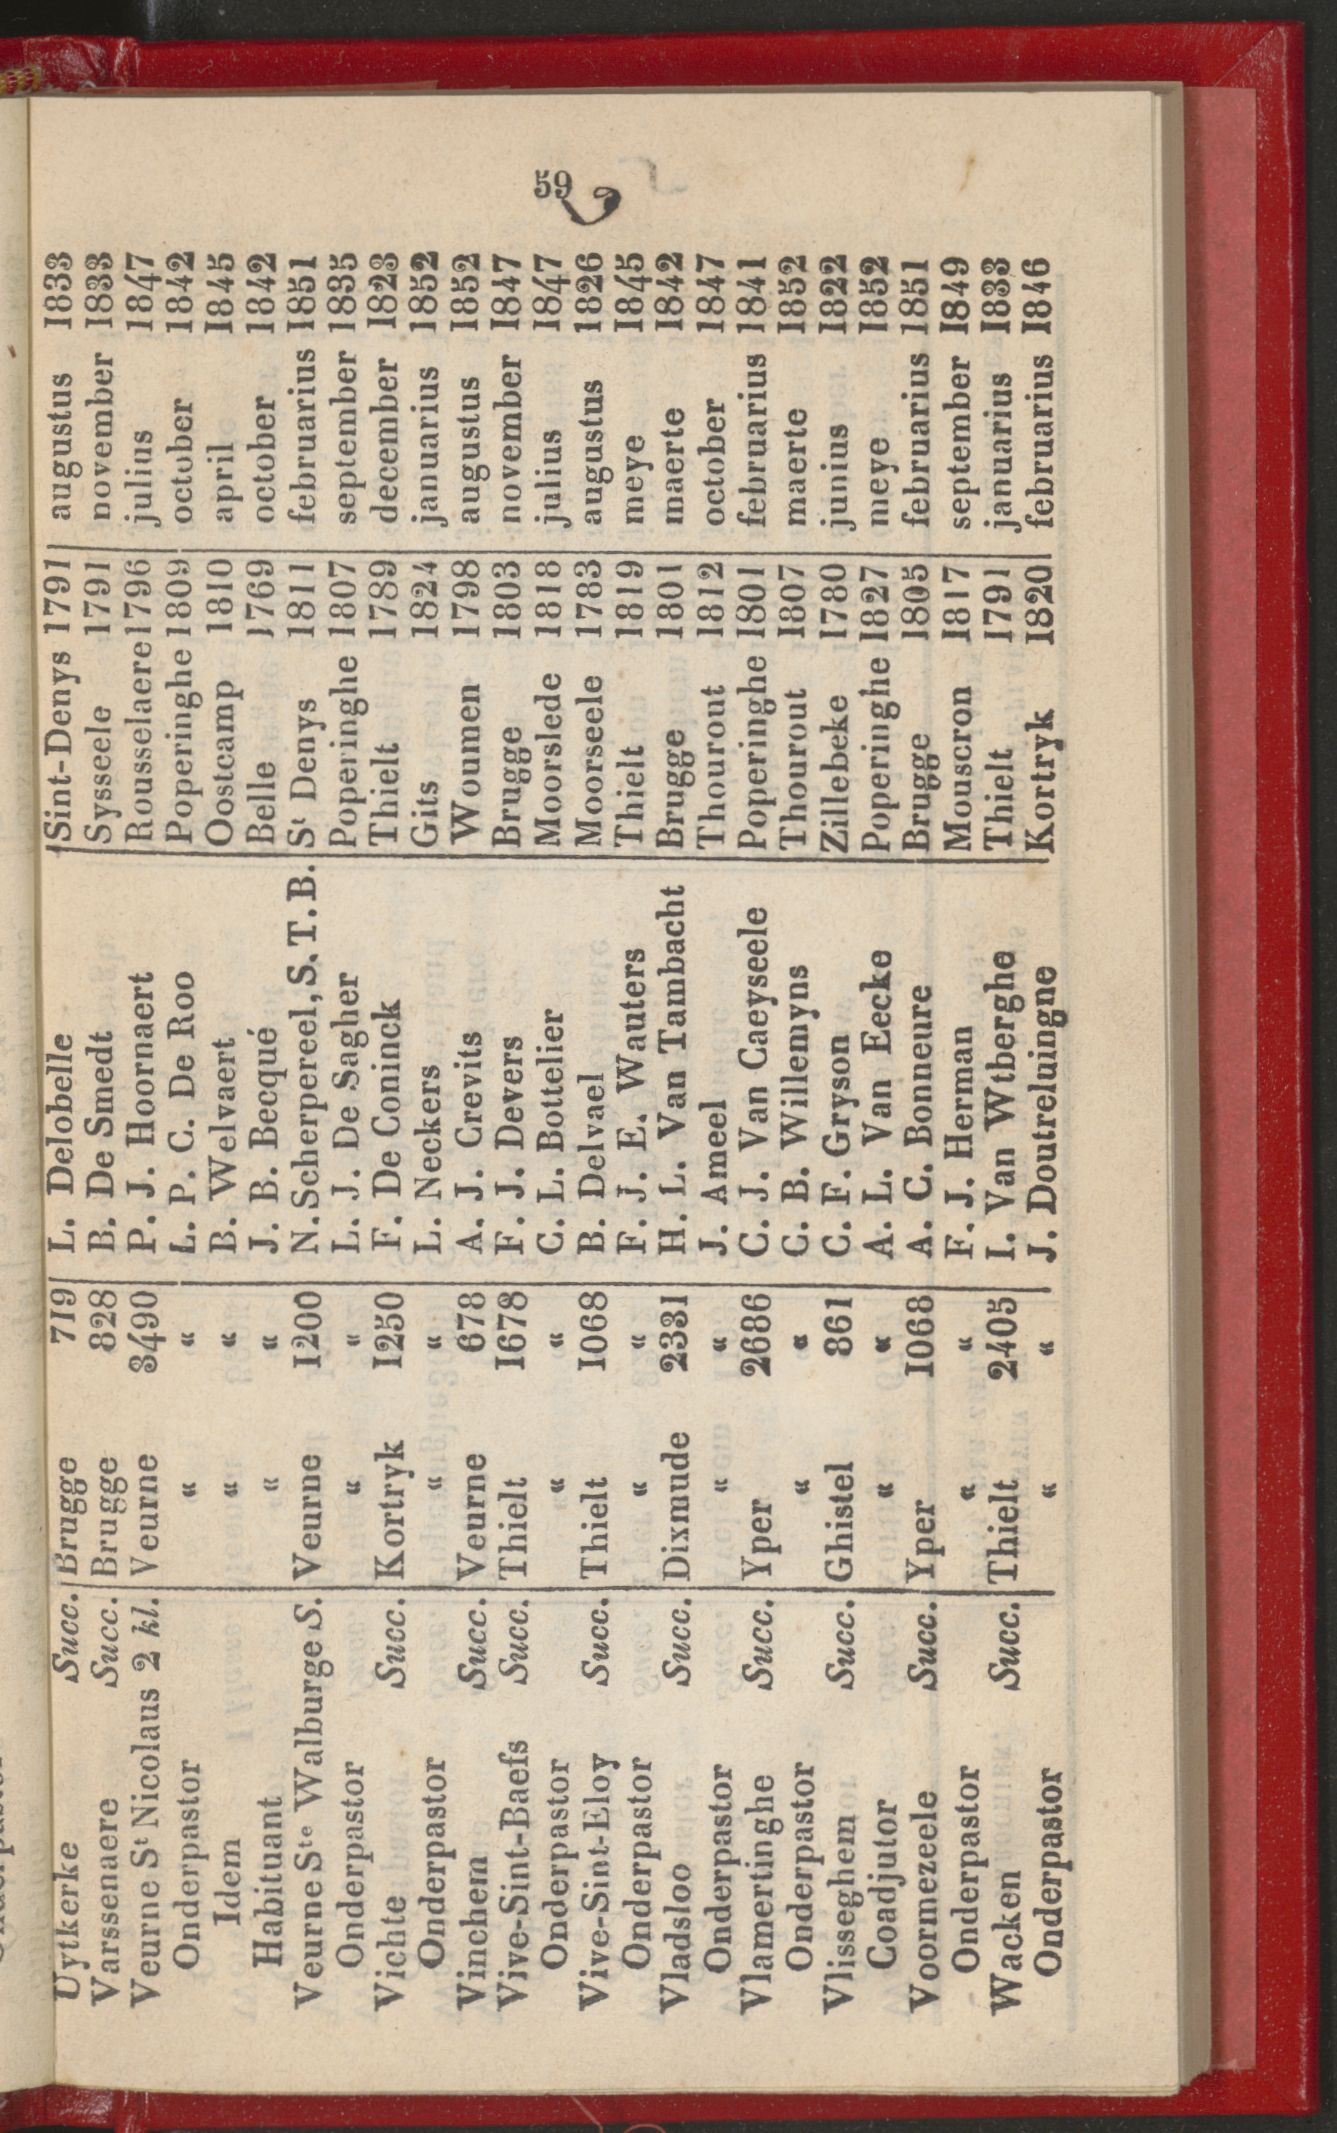 59
Uytkerke Succ. Brugge 719 L. Delobelle Sint-Denys 1791 augustus 1833
Varssenaere Succ. Brugge 828 B. De Smedt Sysseele 1791 november 1833
Veurne St Nicolaus 2 kl. Veurne 3490 P. J. Hoornaert Rousselaere 1796 julius 1847
Onderpastor " " L. P. C. De Roo Poperinghe 1809 october 1842
Idem " " B. Welvaert Oostcamp 1810 april 1845
Habituant " " J. B. Becqué Belle 1769 october 1842
Veurne Ste Walburge S. Veurne 1200 N. Scherpereel, S. T. B. St Denys 1811 februarius 1851
Onderpastor " " L. J. De Sagher Poperinghe 1807 september 1835
Vichte Succ. Kortryk 1250 F. De Coninck Thielt 1789 december 1823
Onderpastor " " L. Neckers Gits 1824 januarius 1852
Vinchem Succ. Veurne 678 A. J. Crevits Woumen 1798 augustus 1852
Vive-Sint-Baefs Succ. Thielt 1678 F. J. Devers Brugge 1803 november 1847
Onderpastor " " C. L. Bottelier Moorslede 1818 julius 1847
Vive-Sint-Eloy Succ. Thielt 1068 B. Delvael Moorseele 1783 augustus 1826
Onderpastor " " F. J. E. Wauters Thielt 1819 meye 1845
Vladsloo Succ. Dixmude 2331 H. L. Van Tambacht Brugge 1801 maerte 1842
Onderpastor " " J. Ameel Thourout 1812 october 1847
Vlamertinghe Succ. Yper 2686 C. J. Van Caeyseele Poperinghe 1801 februarius 1841
Onderpastor " " C. B. Willemyns Thourout 1807 maerte 1852
Vlisseghem Succ. Ghistel 861 C. F. Gryson Zillebeke 1780 junius 1822
Coadjutor " " A. L. Van Eecke Poperinghe 1827 meye 1852
Voormezeele Succ. Yper 1068 A. C. Bonneure Brugge 1805 februarius 1851
Onderpastor " " F. J. Herman Mouscron 1817 september 1849
Wacken Succ. Thielt 2405 I. Van Wtberghe Thielt 1791 januarius 1833
Onderpastor " " J. Doutreluingne Kortryk 1820 februarius 1846